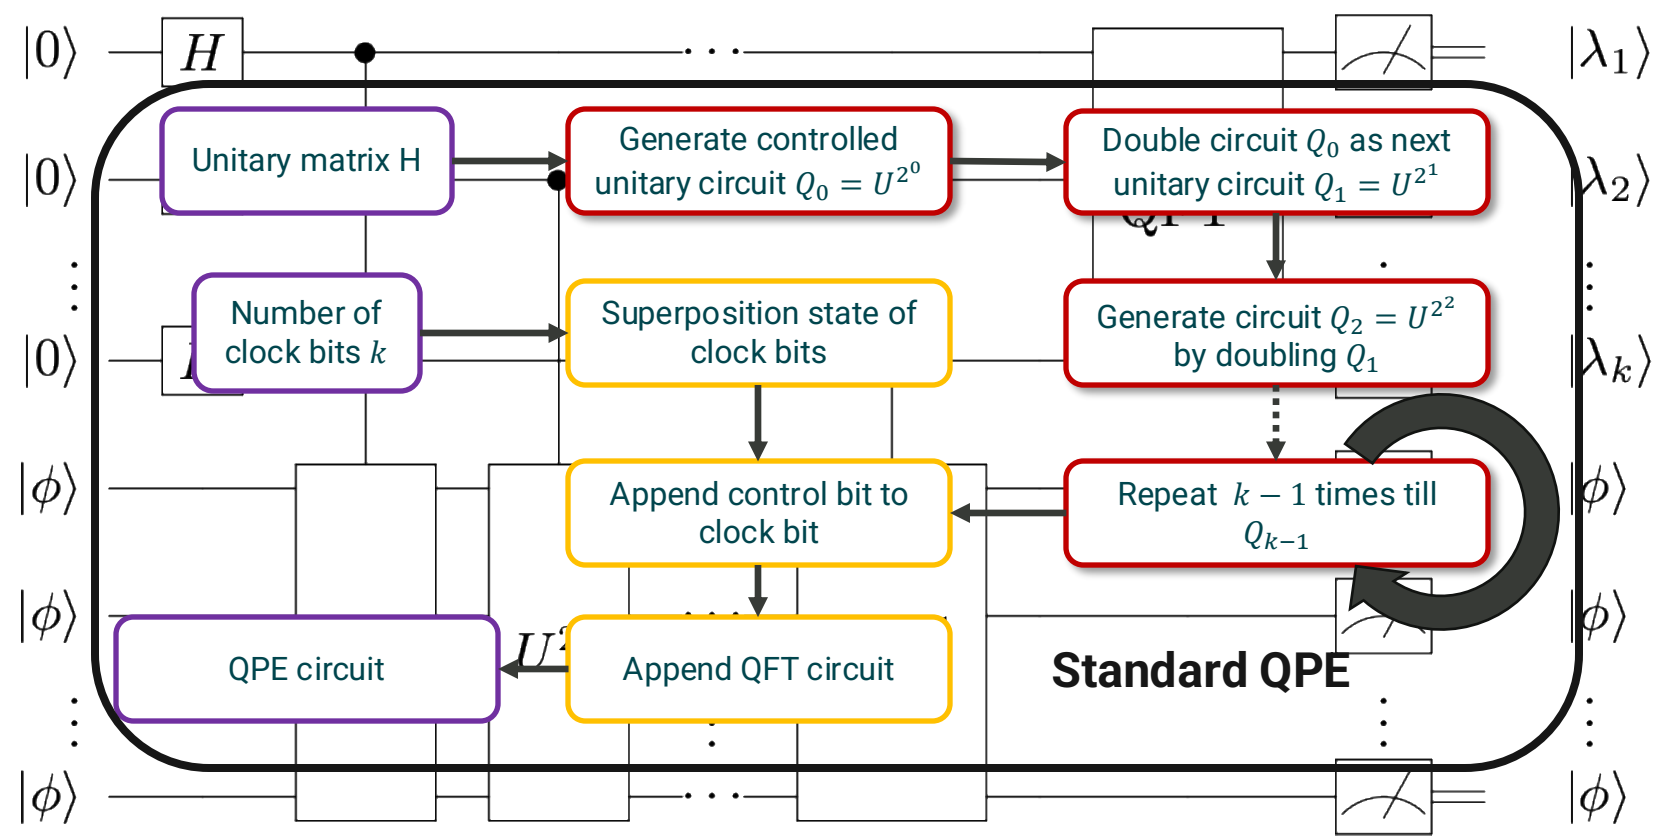 |0⟩ H ··· |λ₁⟩
Unitary matrix H
Generate controlled
unitary circuit Q₀ = U^{2^0}
Double circuit Q₀ as next
unitary circuit Q₁ = U^{2^1}
|0⟩ |λ₂⟩
Number of
clock bits k
Superposition state of
clock bits
Generate circuit Q₂ = U^{2^2}
by doubling Q₁
|0⟩ |λₖ⟩
Append control bit to
clock bit
Repeat k − 1 times till
Qₖ₋₁
|ϕ⟩ |ϕ⟩
|ϕ⟩ |ϕ⟩
QPE circuit
U²
Append QFT circuit
Standard QPE
|ϕ⟩ ··· |ϕ⟩